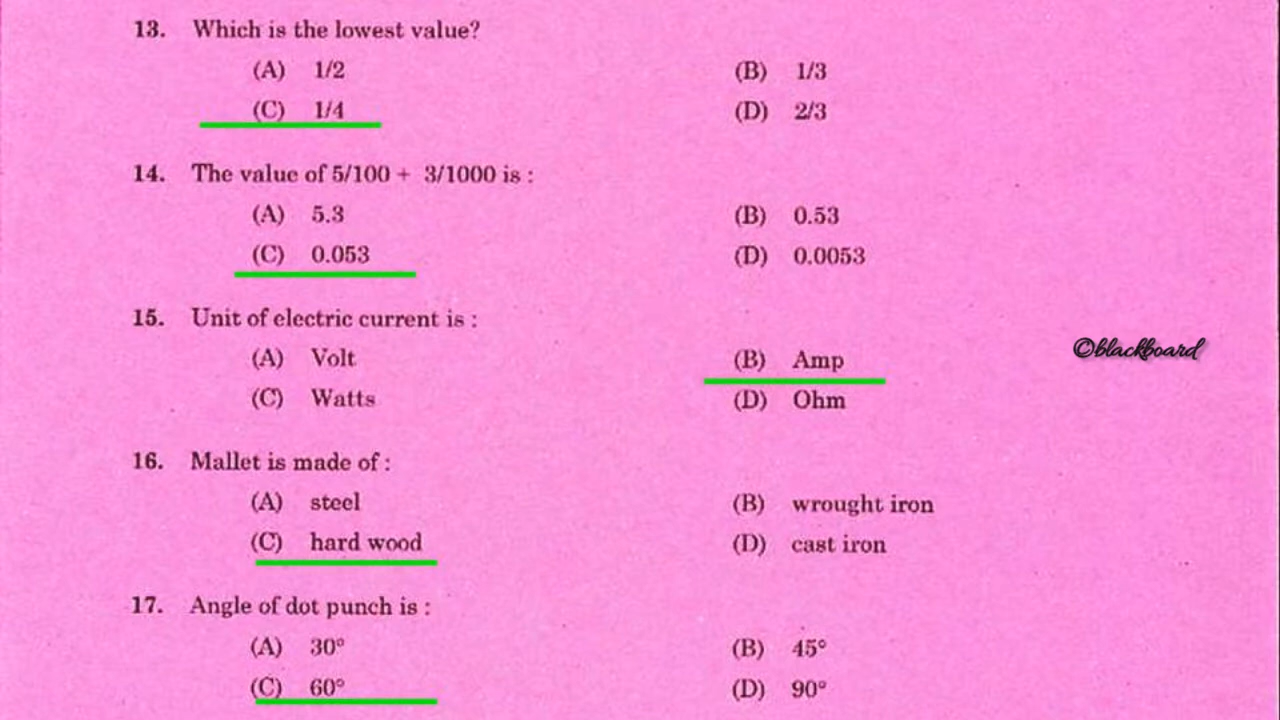 13. Which is the lowest value?
(A) 1/2 (B) 1/3
(C) 1/4 (D) 2/3
14. The value of 5/100 + 3/1000 is :
(A) 5.3 (B) 0.53
(C) 0.053 (D) 0.0053
15. Unit of electric current is :
©blackboard
(A) Volt (B) Amp
(C) Watts (D) Ohm
16. Mallet is made of :
(A) steel (B) wrought iron
(C) hard wood (D) cast iron
17. Angle of dot punch is :
(A) 30° (B) 45°
(C) 60° (D) 90°